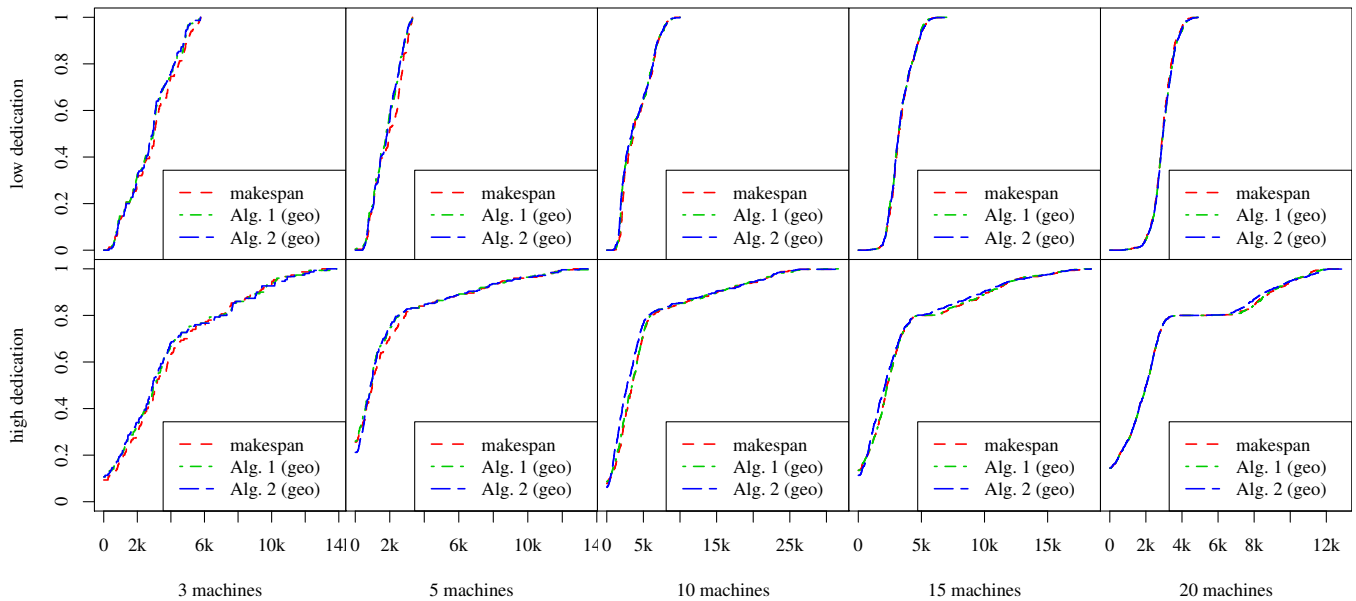 low dedication
0 0.2 0.4 0.6 0.8 1
makespan
Alg. 1 (geo)
Alg. 2 (geo)
makespan
Alg. 1 (geo)
Alg. 2 (geo)
makespan
Alg. 1 (geo)
Alg. 2 (geo)
makespan
Alg. 1 (geo)
Alg. 2 (geo)
makespan
Alg. 1 (geo)
Alg. 2 (geo)
high dedication
0 0.2 0.4 0.6 0.8 1
makespan
Alg. 1 (geo)
Alg. 2 (geo)
makespan
Alg. 1 (geo)
Alg. 2 (geo)
makespan
Alg. 1 (geo)
Alg. 2 (geo)
makespan
Alg. 1 (geo)
Alg. 2 (geo)
makespan
Alg. 1 (geo)
Alg. 2 (geo)
0 2k 6k 10k
0 2k 6k 10k
0 5k 15k 25k
0 5k 10k 15k
0 2k 4k 6k 8k 12k
3 machines
5 machines
10 machines
15 machines
20 machines